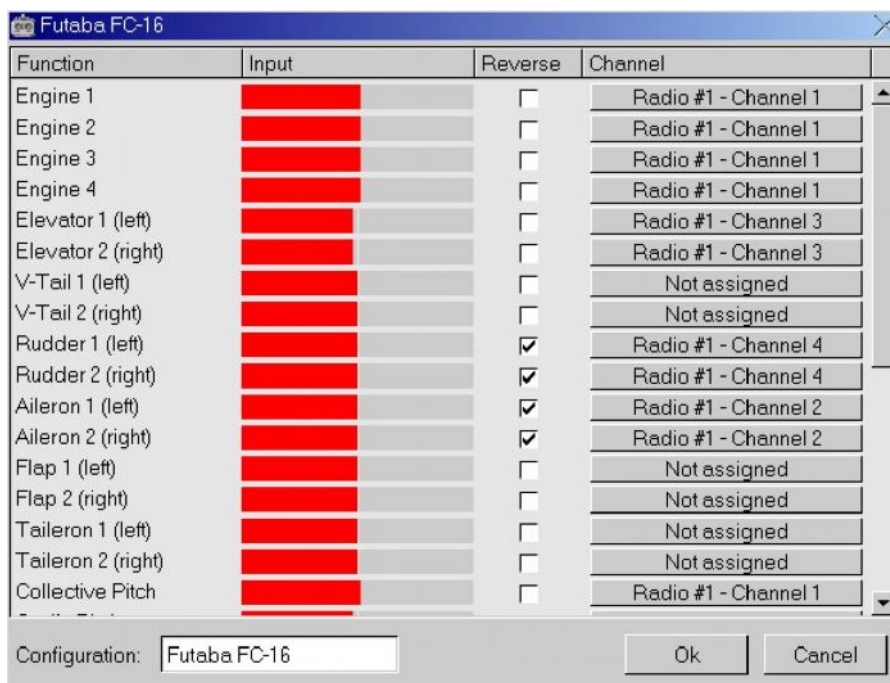 Futaba FC-16
Function Input Reverse Channel
Engine 1 Radio #1 - Channel 1
Engine 2 Radio #1 - Channel 1
Engine 3 Radio #1 - Channel 1
Engine 4 Radio #1 - Channel 1
Elevator 1 (left) Radio #1 - Channel 3
Elevator 2 (right) Radio #1 - Channel 3
V-Tail 1 (left) Not assigned
V-Tail 2 (right) Not assigned
Rudder 1 (left) Radio #1 - Channel 4
Rudder 2 (right) Radio #1 - Channel 4
Aileron 1 (left) Radio #1 - Channel 2
Aileron 2 (right) Radio #1 - Channel 2
Flap 1 (left) Not assigned
Flap 2 (right) Not assigned
Taileron 1 (left) Not assigned
Taileron 2 (right) Not assigned
Collective Pitch Radio #1 - Channel 1
Configuration: Futaba FC-16 Ok Cancel